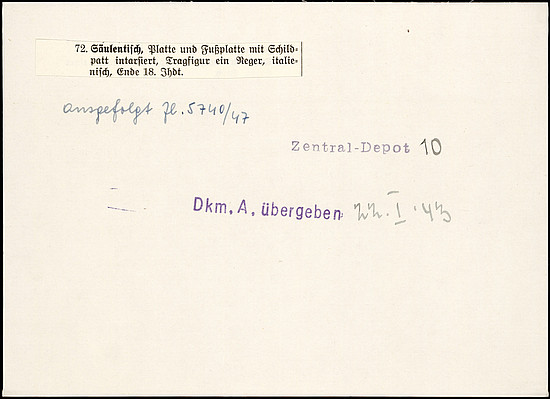 72. Säulentisch, Platte und Fußplatte mit Schild-
patt intarsiert, Tragfigur ein Neger, italie-
nisch, Ende 18. Jhdt.
ausgefolgt Zl. 5740/47
Zentral-Depot 10
Dkm. A. übergeben 22. I. 43